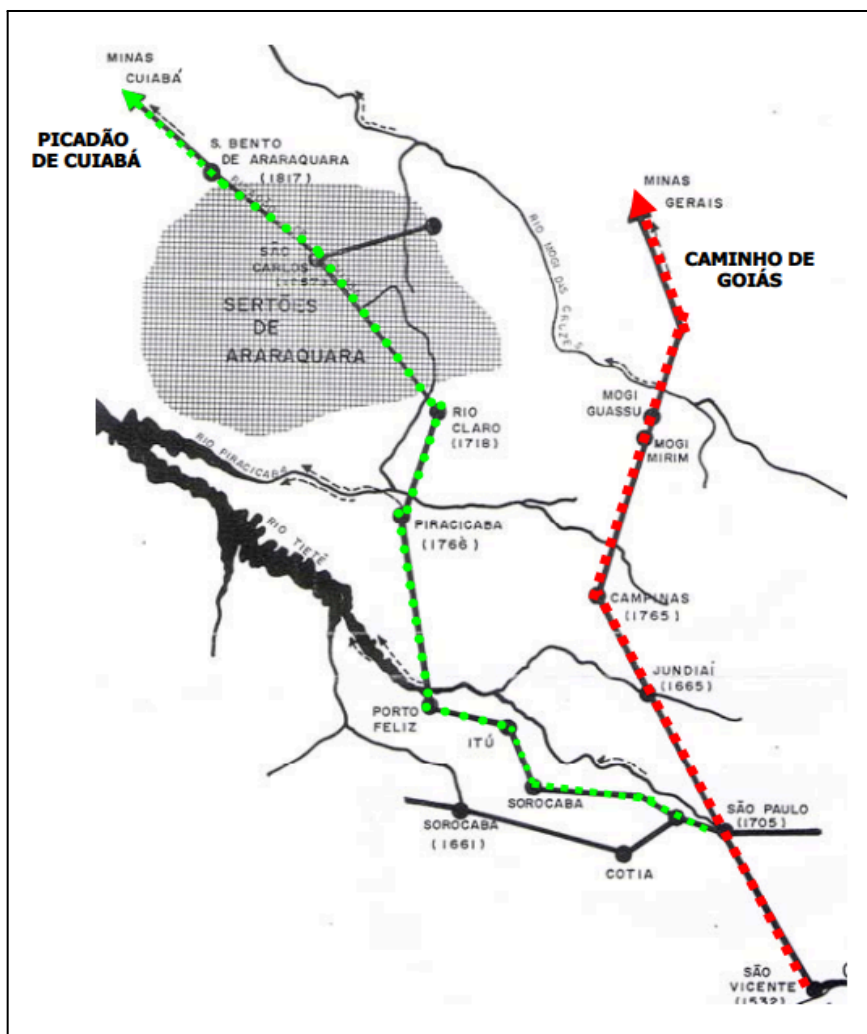 MINAS
CUIABÁ
PICADÃO
DE CUIABÁ
S. BENTO
DE ARARAQUARA
(1817)
SÃO
CARLOS
SERTÕES
DE
ARARAQUARA
RIO
CLARO
(1718)
RIO PIRACICABA
PIRACICABA
(1766)
RIO TIETÊ
RIO MOGI DAS CRUZES
MINAS
GERAIS
CAMINHO DE
GOIÁS
MOGI
GUASSU
MOGI
MIRIM
CAMPINAS
(1765)
JUNDIAÍ
(1665)
PORTO
FELIZ
ITÚ
SOROCABA
SOROCABA
(1661)
COTIA
SÃO PAULO
(1705)
SÃO
VICENTE
(1532)